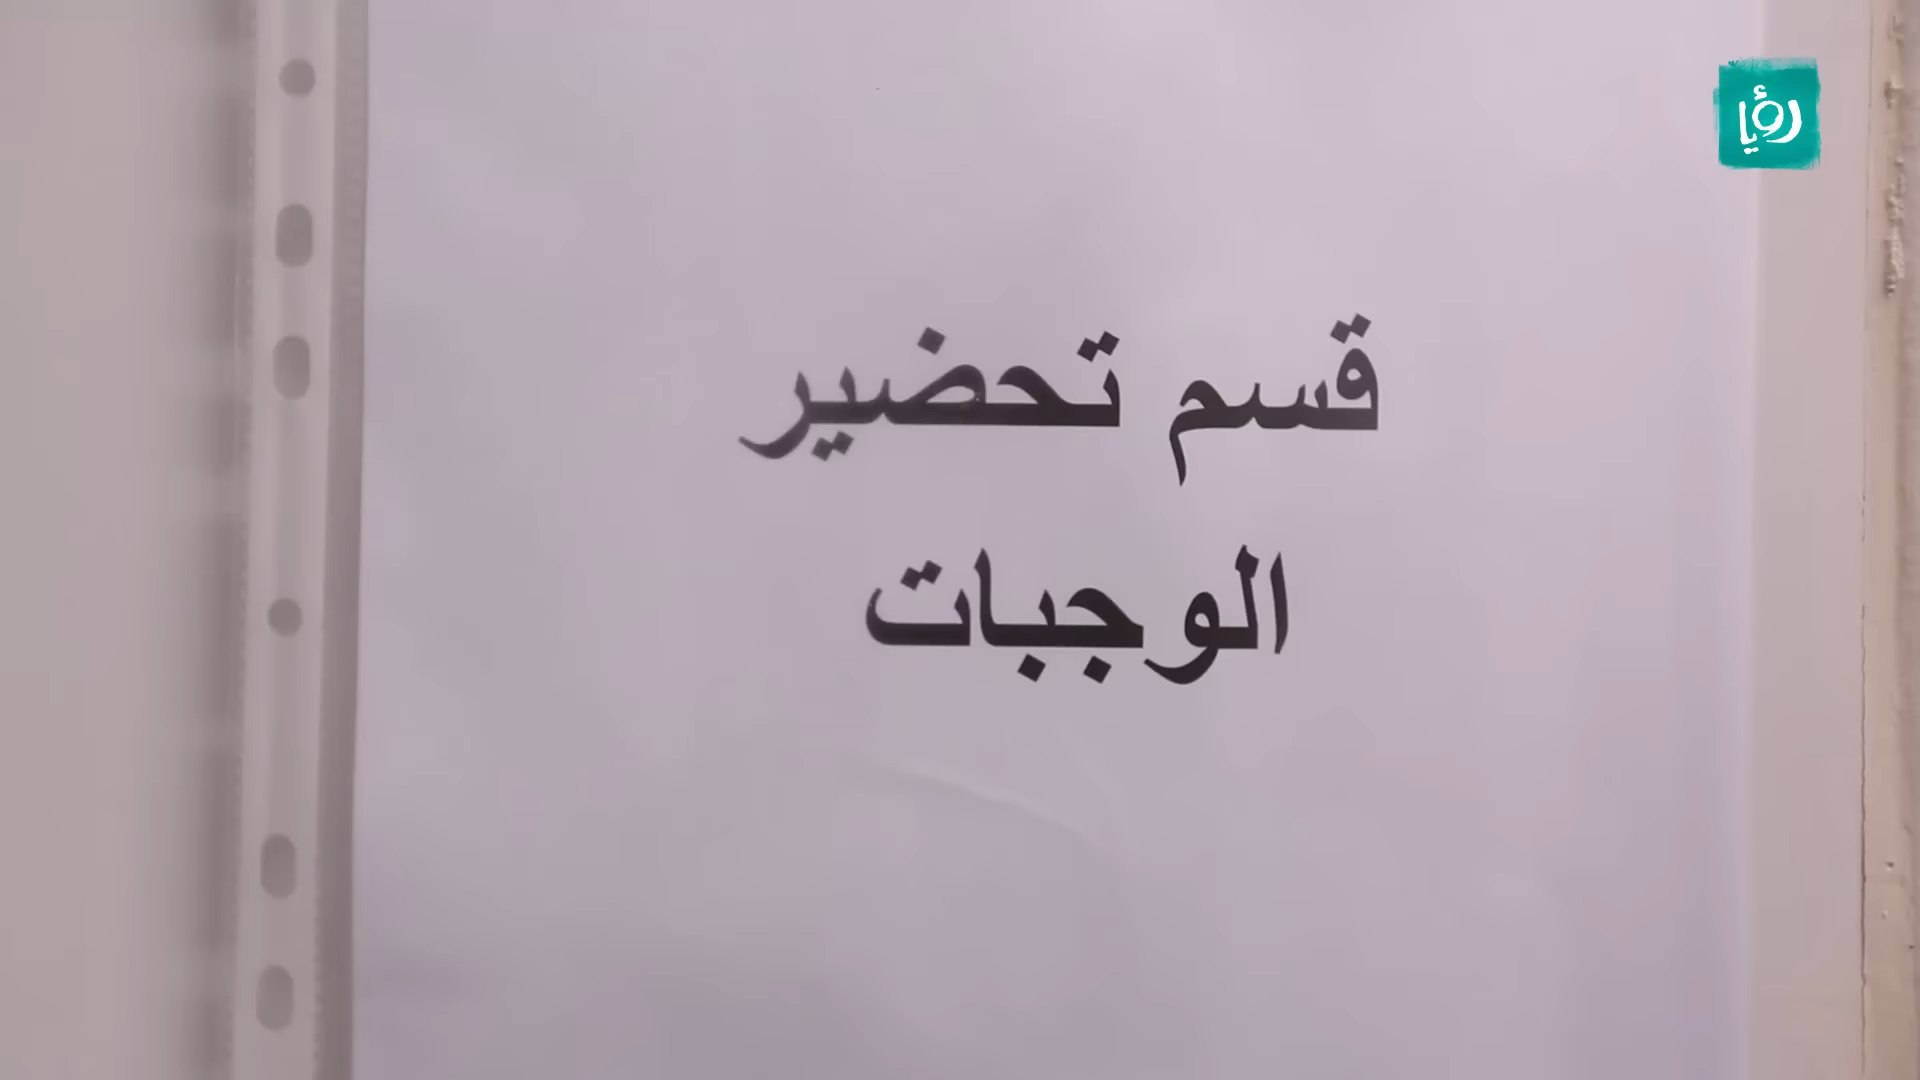 رؤيا
قسم تحضير
الوجبات